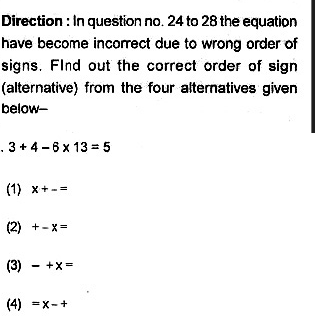 Direction : In question no. 24 to 28 the equation
have become incorrect due to wrong order of
signs. FInd out the correct order of sign
(alternative) from the four alternatives given
below–
. 3 + 4 – 6 x 13 = 5
(1) x + – =
(2) + – x =
(3) – + x =
(4) = x – +